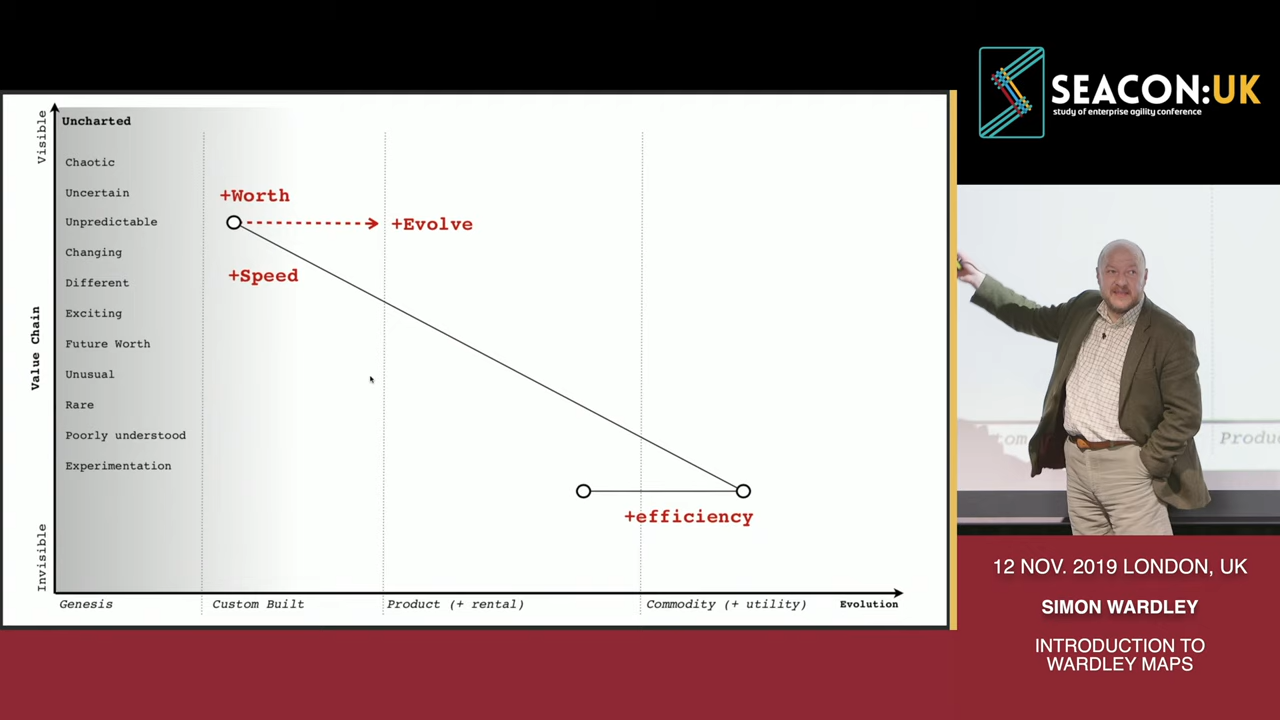 Visible
Uncharted
Chaotic
Uncertain
Unpredictable
Changing
Different
Exciting
Future Worth
Unusual
Rare
Poorly understood
Experimentation
Value Chain
Invisible
+Worth
+Evolve
+Speed
+efficiency
Genesis
Custom Built
Product (+ rental)
Commodity (+ utility)
Evolution
SEACON:UK
study of enterprise agility conference
Produ
12 NOV. 2019 LONDON, UK
SIMON WARDLEY
INTRODUCTION TO
WARDLEY MAPS